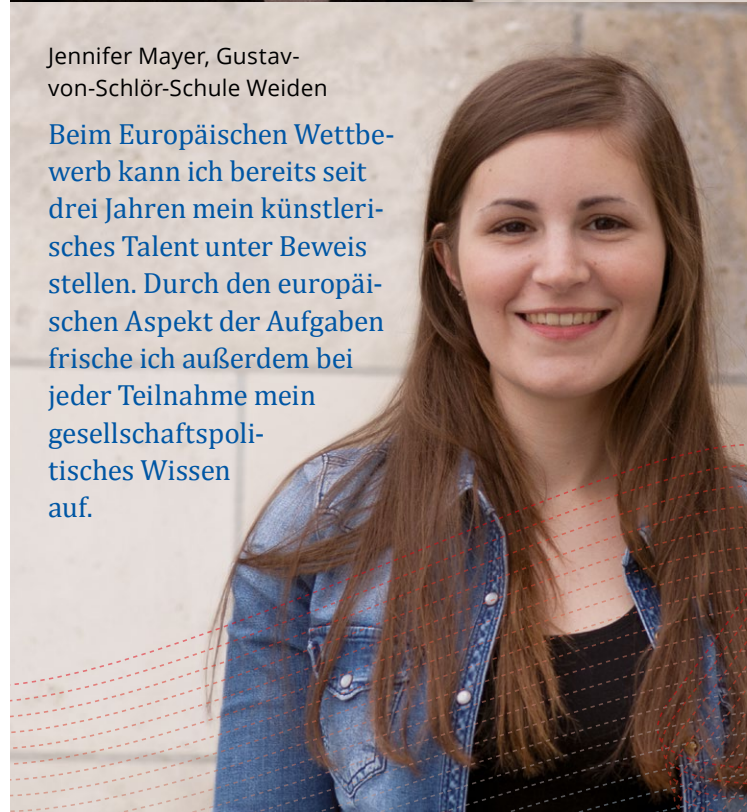 Jennifer Mayer, Gustav-
von-Schlör-Schule Weiden
Beim Europäischen Wettbe-
werb kann ich bereits seit
drei Jahren mein künstleri-
sches Talent unter Beweis
stellen. Durch den europäi-
schen Aspekt der Aufgaben
frische ich außerdem bei
jeder Teilnahme mein
gesellschaftspoli-
tisches Wissen
auf.